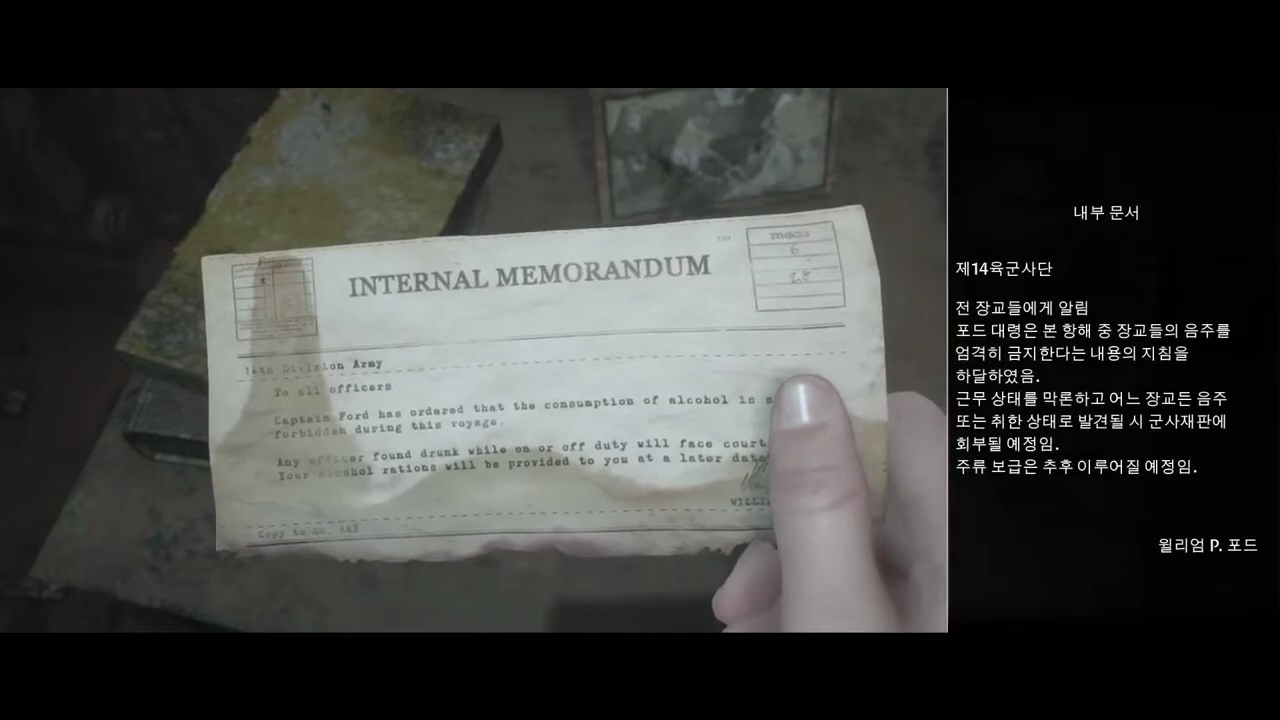 INTERNAL MEMORANDUM
6
14th Division Army
To all officers
Captain Ford has ordered that the consumption of alcohol is
forbidden during this voyage.
Any officer found drunk while on or off duty will face court
Your alcohol rations will be provided to you at a later date
Copy to
내부 문서
제14육군사단
전 장교들에게 알림
포드 대령은 본 항해 중 장교들의 음주를
엄격히 금지한다는 내용의 지침을
하달하였음.
근무 상태를 막론하고 어느 장교든 음주
또는 취한 상태로 발견될 시 군사재판에
회부될 예정임.
주류 보급은 추후 이루어질 예정임.
윌리엄 P. 포드